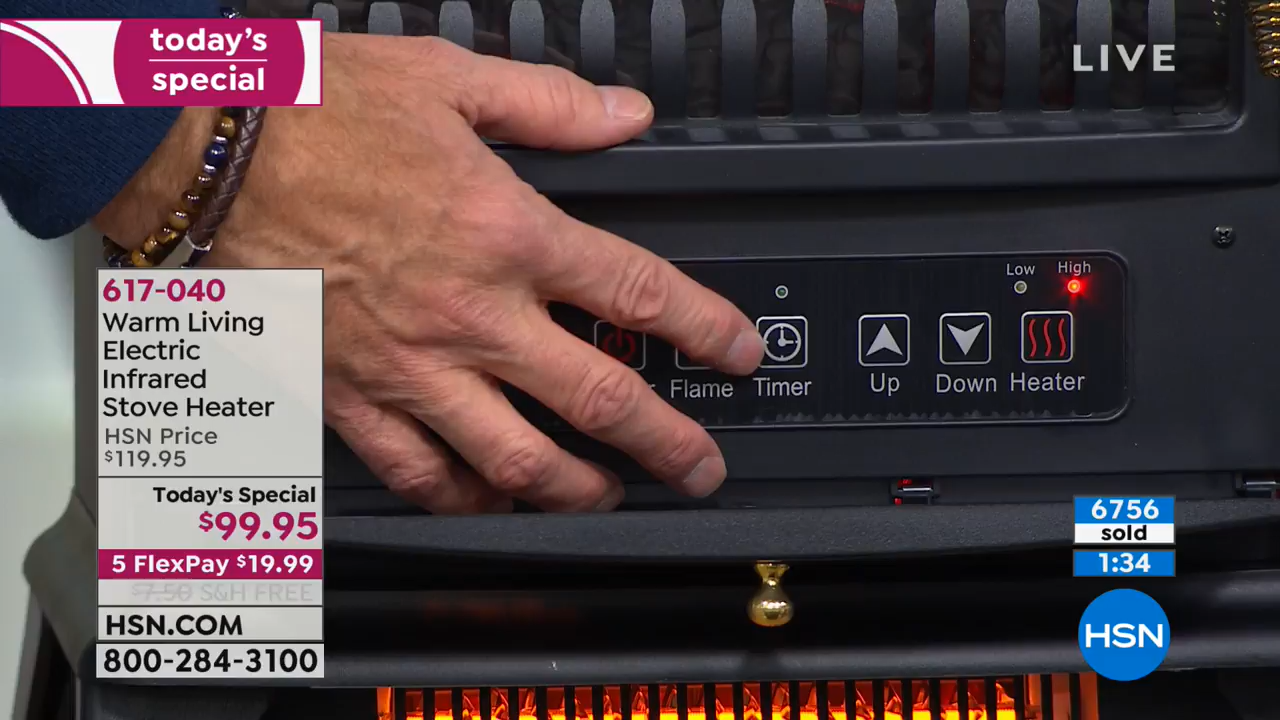 today's
special
LIVE
617-040
Warm Living
Electric
Infrared
Stove Heater
HSN Price
$119.95
Today's Special
$99.95
5 FlexPay $19.99
$7.50 S&H FREE
HSN.COM
800-284-3100
Low High
Flame Timer Up Down Heater
6756
sold
1:34
HSN